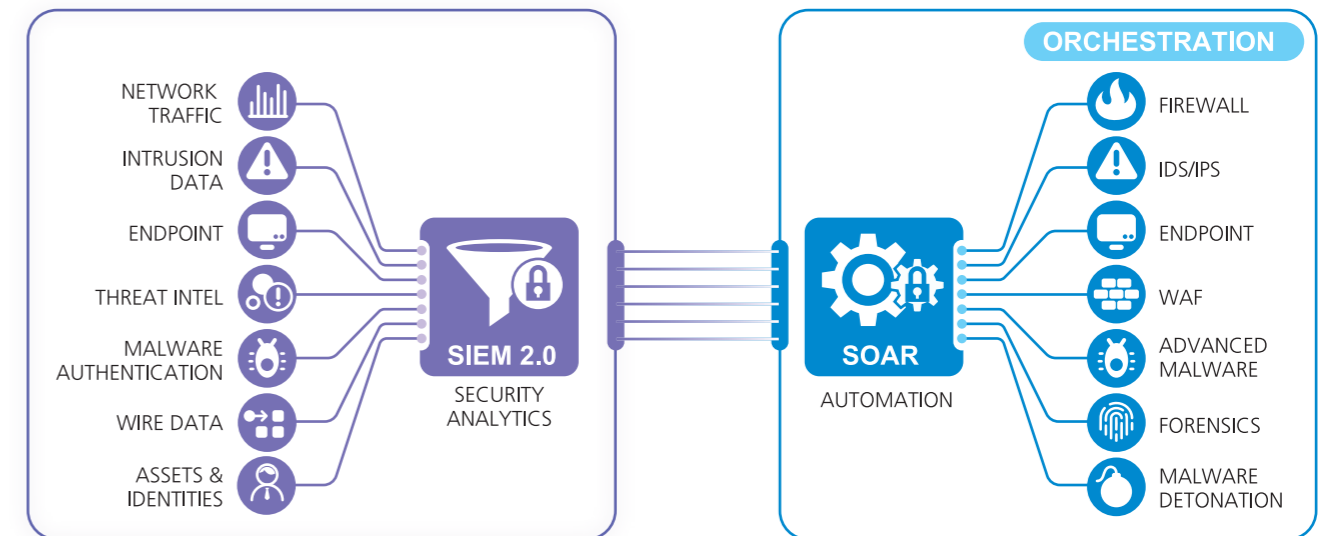 NETWORK
TRAFFIC
INTRUSION
DATA
ENDPOINT
THREAT INTEL
MALWARE
AUTHENTICATION
WIRE DATA
ASSETS &
IDENTITIES
SIEM 2.0
SECURITY
ANALYTICS
SOAR
AUTOMATION
ORCHESTRATION
FIREWALL
IDS/IPS
ENDPOINT
WAF
ADVANCED
MALWARE
FORENSICS
MALWARE
DETONATION